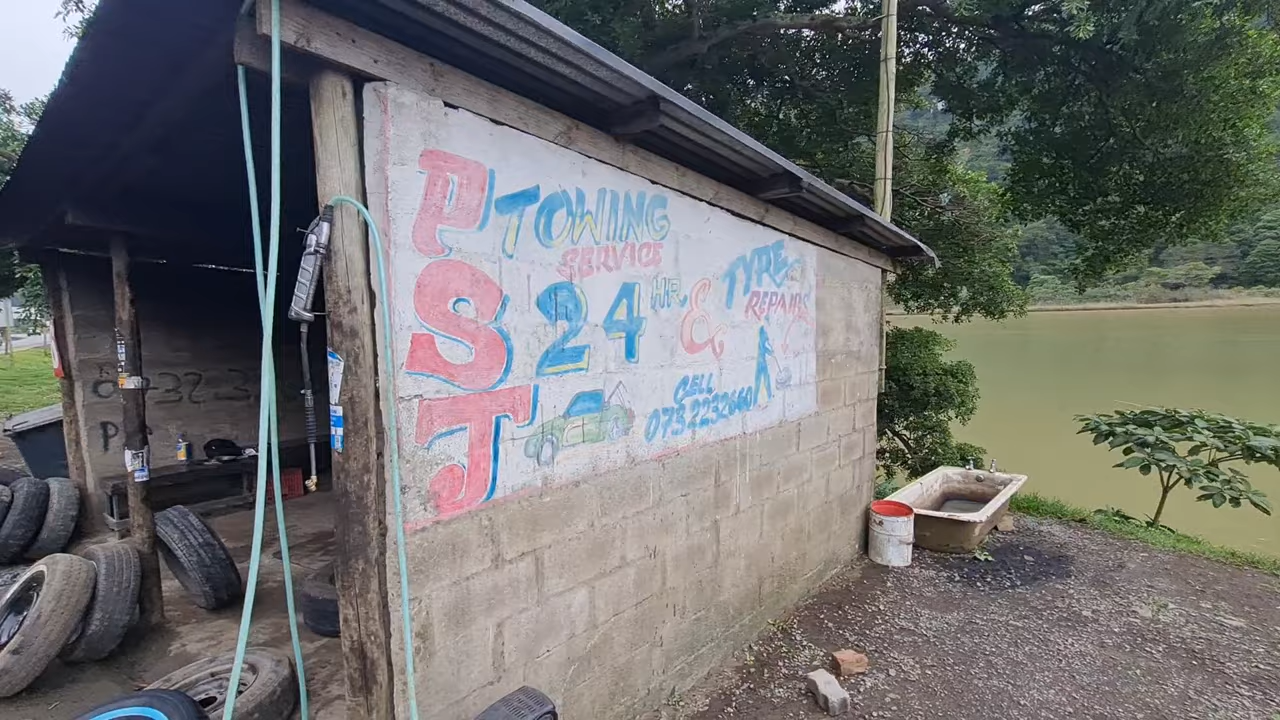 PST
TOWING
SERVICE
24 HR & TYRE
REPAIRS
CELL
073 2232660